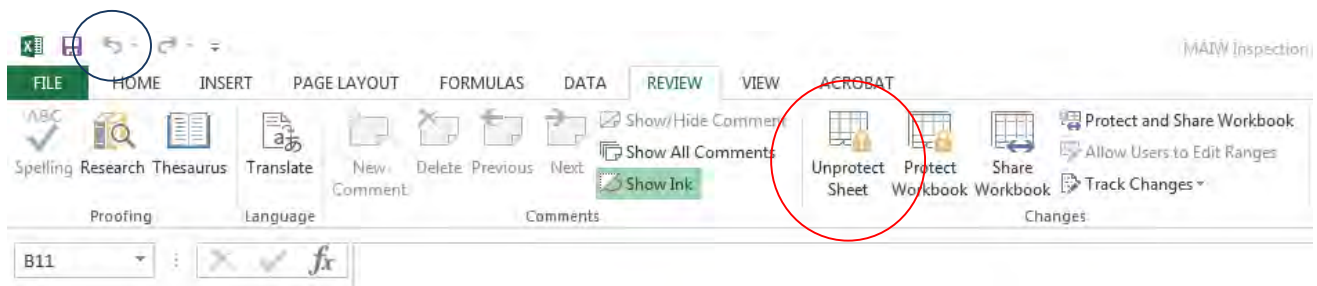 MAIW Inspection
FILE HOME INSERT PAGE LAYOUT FORMULAS DATA REVIEW VIEW ACROBAT
ABC
Spelling Research Thesaurus
Translate
New Comment
Delete Previous Next
Show/Hide Comment
Show All Comments
Show Ink
Unprotect Sheet
Protect Workbook
Share Workbook
Protect and Share Workbook
Allow Users to Edit Ranges
Track Changes
Proofing Language Comments Changes
B11 fx